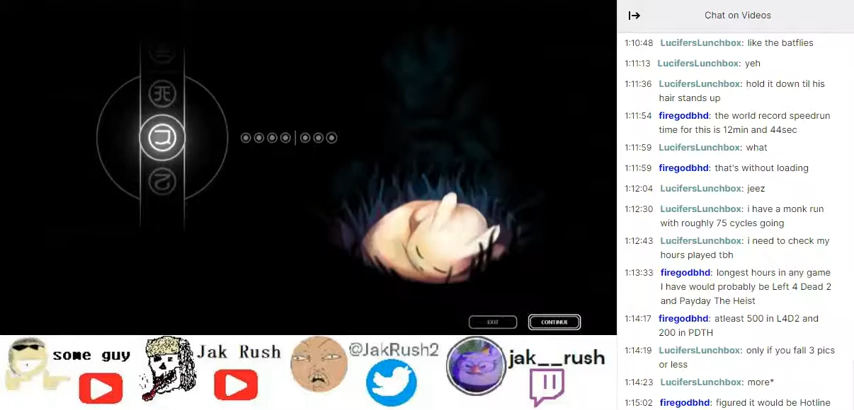 EXIT
CONTINUE
some guy
Jak Rush
@JakRush2
jak__rush
Chat on Videos
1:10:48 LucifersLunchbox: like the batflies
1:11:13 LucifersLunchbox: yeh
1:11:36 LucifersLunchbox: hold it down til his
hair stands up
1:11:54 firegodbhd: the world record speedrun
time for this is 12min and 44sec
1:11:59 LucifersLunchbox: what
1:11:59 firegodbhd: that's without loading
1:12:04 LucifersLunchbox: jeez
1:12:30 LucifersLunchbox: i have a monk run
with roughly 75 cycles going
1:12:43 LucifersLunchbox: i need to check my
hours played tbh
1:13:33 firegodbhd: longest hours in any game
I have would probably be Left 4 Dead 2
and Payday The Heist
1:14:17 firegodbhd: atleast 500 in L4D2 and
200 in PDTH
1:14:19 LucifersLunchbox: only if you fall 3 pics
or less
1:14:23 LucifersLunchbox: more*
1:15:02 firegodbhd: figured it would be Hotline